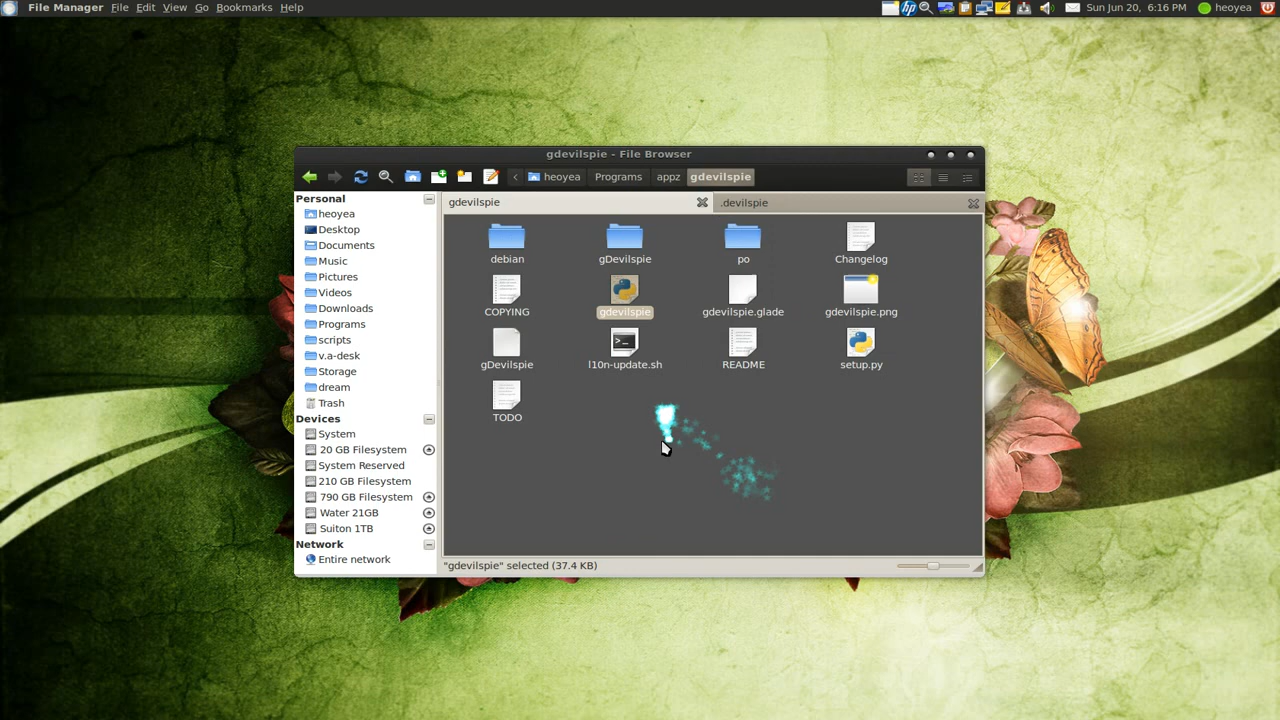 File Manager File Edit View Go Bookmarks Help
hp
Sun Jun 20, 6:16 PM heoyea
gdevilspie - File Browser
heoyea Programs appz gdevilspie
Personal
heoyea
Desktop
Documents
Music
Pictures
Videos
Downloads
Programs
scripts
v.a-desk
Storage
dream
Trash
Devices
System
20 GB Filesystem
System Reserved
210 GB Filesystem
790 GB Filesystem
Water 21GB
Suiton 1TB
Network
Entire network
gdevilspie .devilspie
debian gDevilspie po Changelog
COPYING gdevilspie gdevilspie.glade gdevilspie.png
gDevilspie l10n-update.sh README setup.py
TODO
"gdevilspie" selected (37.4 KB)